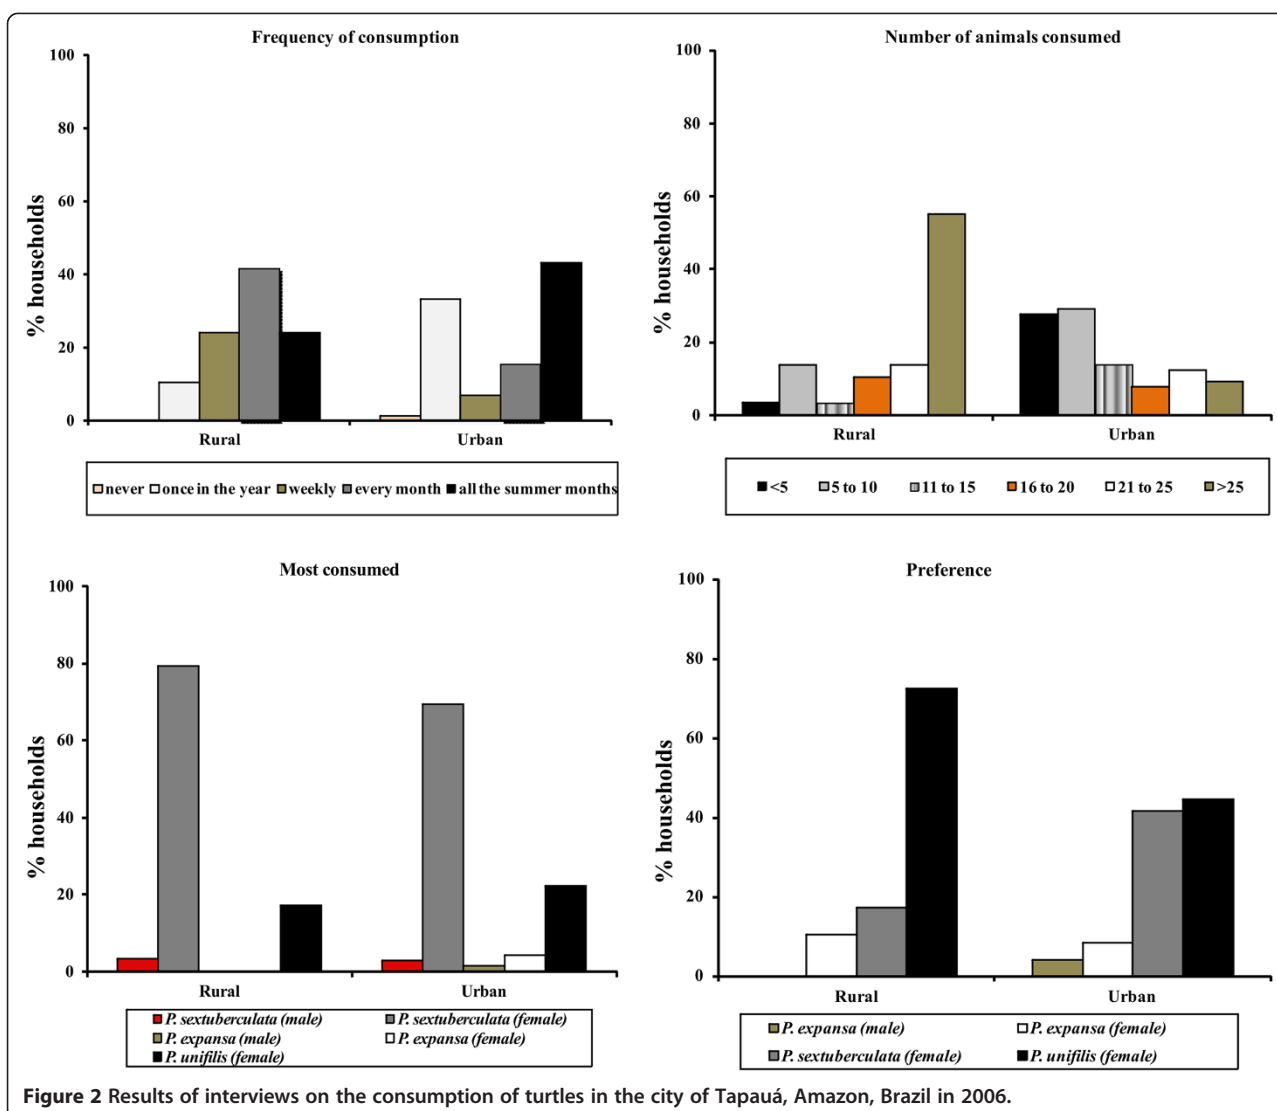 Frequency of consumption
100
80
60
40
20
0
% households
Rural Urban
never once in the year weekly every month all the summer months
Number of animals consumed
100
80
60
40
20
0
% households
Rural Urban
<5 5 to 10 11 to 15 16 to 20 21 to 25 >25
Most consumed
100
80
60
40
20
0
% households
Rural Urban
P. sextuberculata (male) P. sextuberculata (female)
P. expansa (male) P. expansa (female)
P. unifilis (female)
Preference
100
80
60
40
20
0
% households
Rural Urban
P. expansa (male) P. expansa (female)
P. sextuberculata (female) P. unifilis (female)
Figure 2 Results of interviews on the consumption of turtles in the city of Tapauá, Amazon, Brazil in 2006.